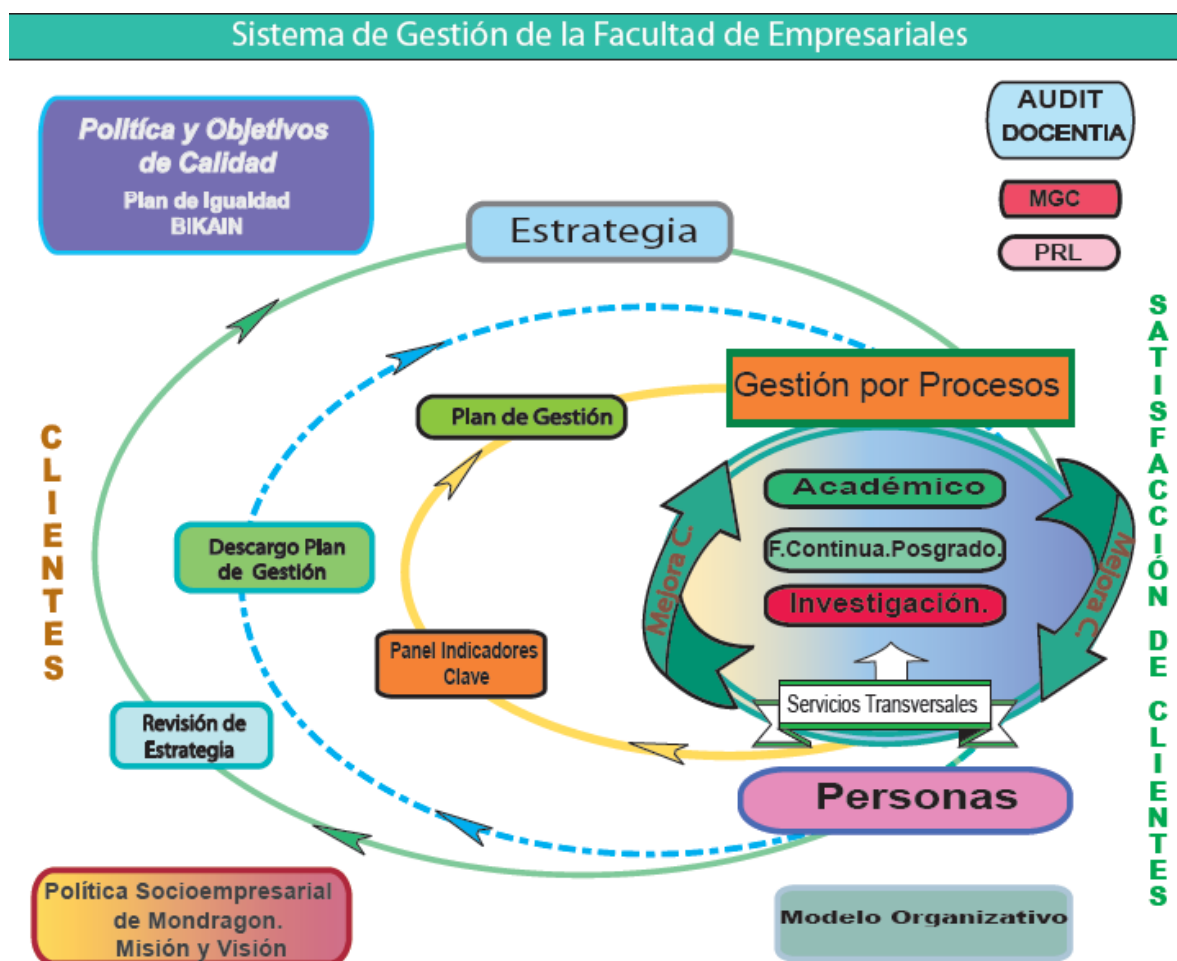 Sistema de Gestión de la Facultad de Empresariales
Politíca y Objetivos
de Calidad
Plan de Igualdad
BIKAIN
AUDIT
DOCENTIA
MGC
PRL
Estrategia
Gestión por Procesos
Plan de Gestión
Académico
F.Continua.Posgrado.
Investigación.
Mejora C.
Mejora C.
Servicios Transversales
Descargo Plan
de Gestión
Panel Indicadores
Clave
Revisión de
Estrategia
Personas
Política Socioempresarial
de Mondragon.
Misión y Visión
Modelo Organizativo
CLIENTES
SATISFACCIÓN DE CLIENTES